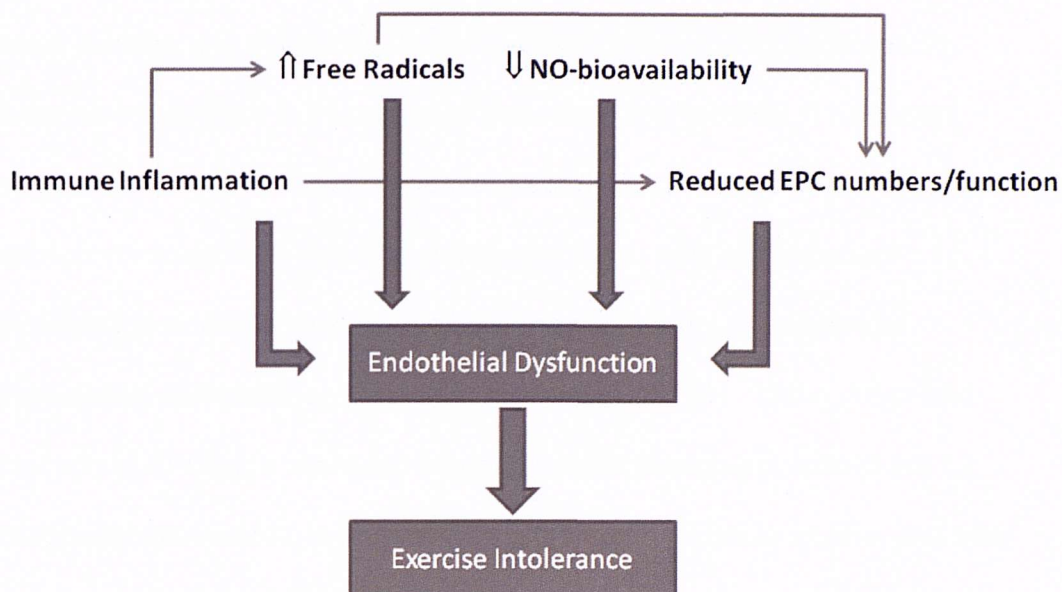 ⇑ Free Radicals ⇓ NO-bioavailability
Immune Inflammation
Reduced EPC numbers/function
Endothelial Dysfunction
Exercise Intolerance